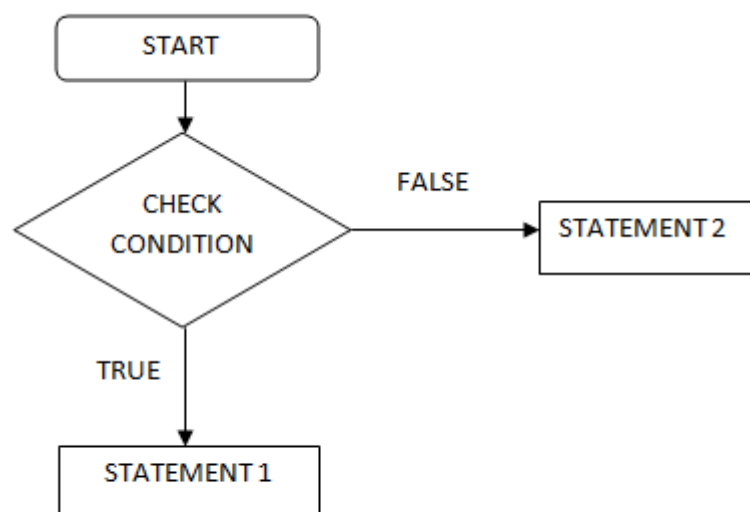 START
CHECK
CONDITION
FALSE
STATEMENT 2
TRUE
STATEMENT 1